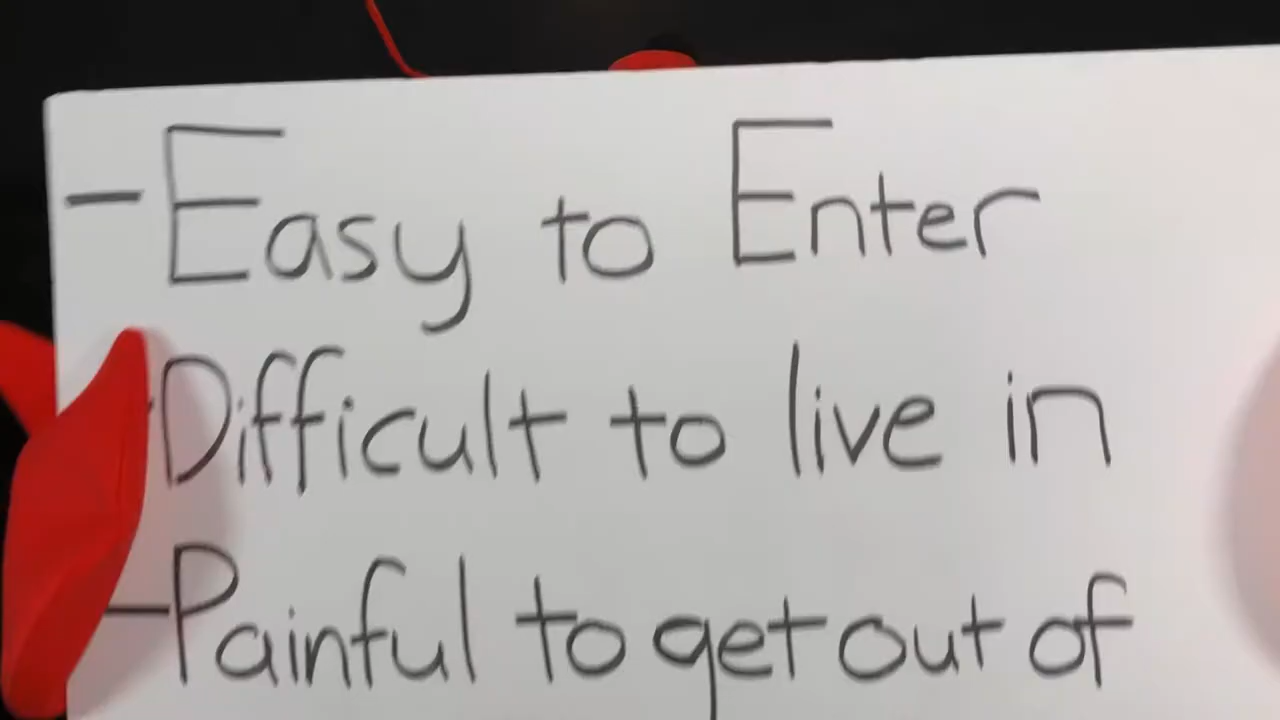 - Easy to Enter
- Difficult to live in
- Painful to get out of